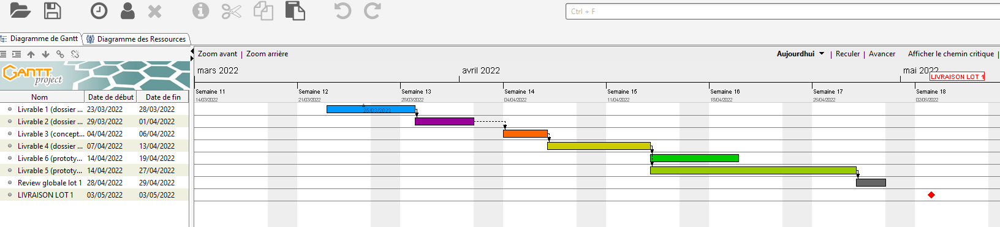 Ctrl + F
Diagramme de Gantt
Diagramme des Ressources
Zoom avant | Zoom arrière
Aujourdhui | Reculer | Avancer Afficher le chemin critique
GANTT project
mars 2022 avril 2022 mai 2022
LIVRAISON LOT 1
Semaine 11 Semaine 12 Semaine 13 Semaine 14 Semaine 15 Semaine 16 Semaine 17 Semaine 18
14/03/2022 21/03/2022 28/03/2022 04/04/2022 11/04/2022 18/04/2022 25/04/2022 02/05/2022
Nom Date de début Date de fin
Livrable 1 (dossier ... 23/03/2022 28/03/2022
25/03/2022
Livrable 2 (dossier ... 29/03/2022 01/04/2022
Livrable 3 (concept... 04/04/2022 06/04/2022
Livrable 4 (dossier ... 07/04/2022 13/04/2022
Livrable 6 (prototy... 14/04/2022 19/04/2022
Livrable 5 (prototy... 14/04/2022 27/04/2022
Review globale lot 1 28/04/2022 29/04/2022
LIVRAISON LOT 1 03/05/2022 03/05/2022